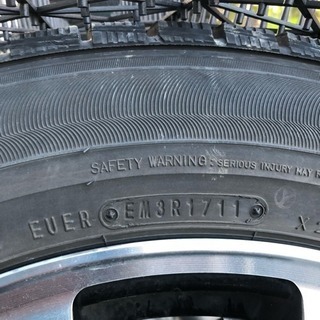 SAFETY WARNING: SERIOUS INJURY MAY
EUER EM3R1711